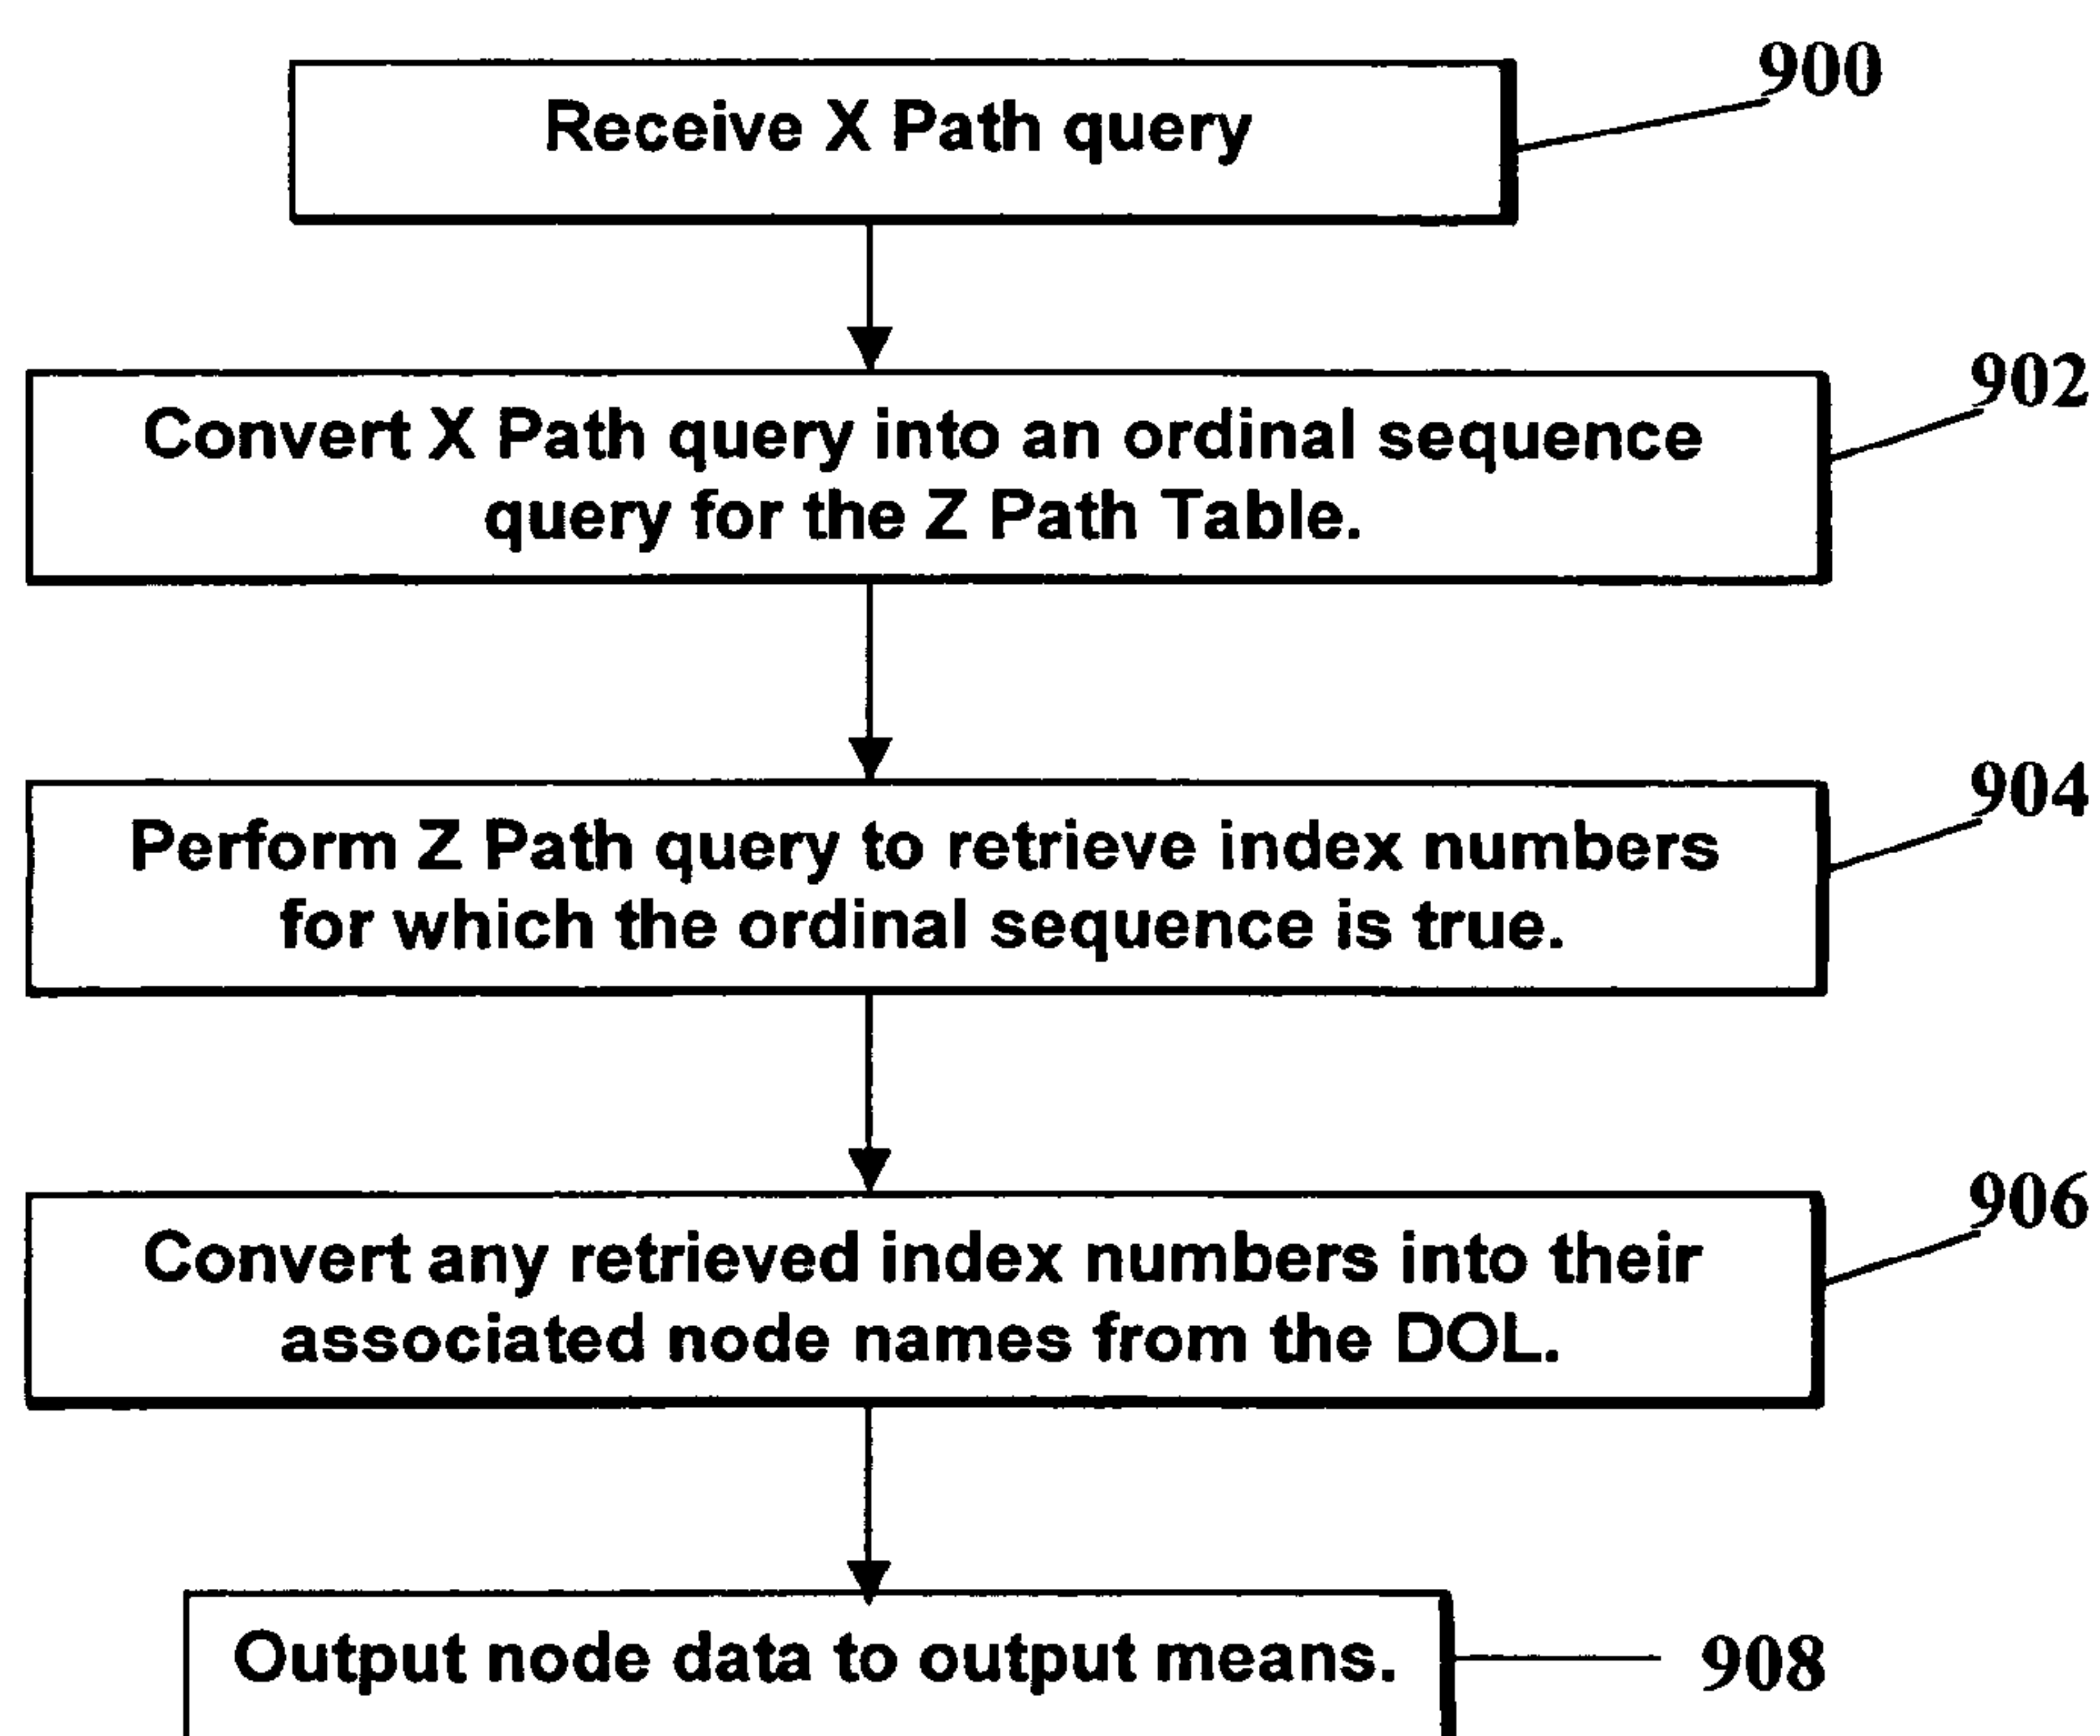 900
Receive X Path query
902
Convert X Path query into an ordinal sequence
query for the Z Path Table.
904
Perform Z Path query to retrieve index numbers
for which the ordinal sequence is true.
906
Convert any retrieved index numbers into their
associated node names from the DOL.
Output node data to output means.
908